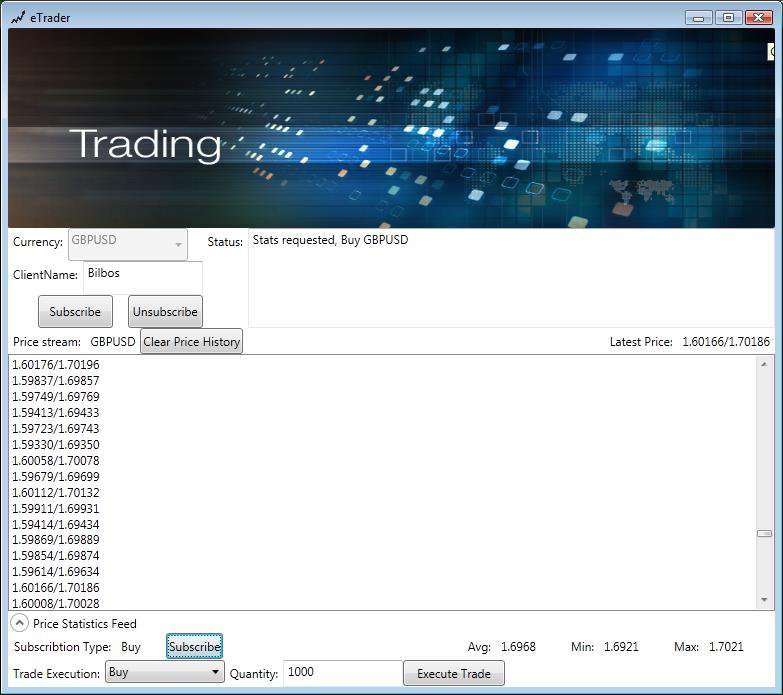 eTrader
Trading
Currency: GBPUSD Status: Stats requested, Buy GBPUSD
ClientName: Bilbos
Subscribe Unsubscribe
Price stream: GBPUSD Clear Price History Latest Price: 1.60166/1.70186
1.60176/1.70196
1.59837/1.69857
1.59749/1.69769
1.59413/1.69433
1.59723/1.69743
1.59330/1.69350
1.60058/1.70078
1.59679/1.69699
1.60112/1.70132
1.59911/1.69931
1.59414/1.69434
1.59869/1.69889
1.59854/1.69874
1.59614/1.69634
1.60166/1.70186
1.60008/1.70028
Price Statistics Feed
Subscribtion Type: Buy Subscribe Avg: 1.6968 Min: 1.6921 Max: 1.7021
Trade Execution: Buy Quantity: 1000 Execute Trade